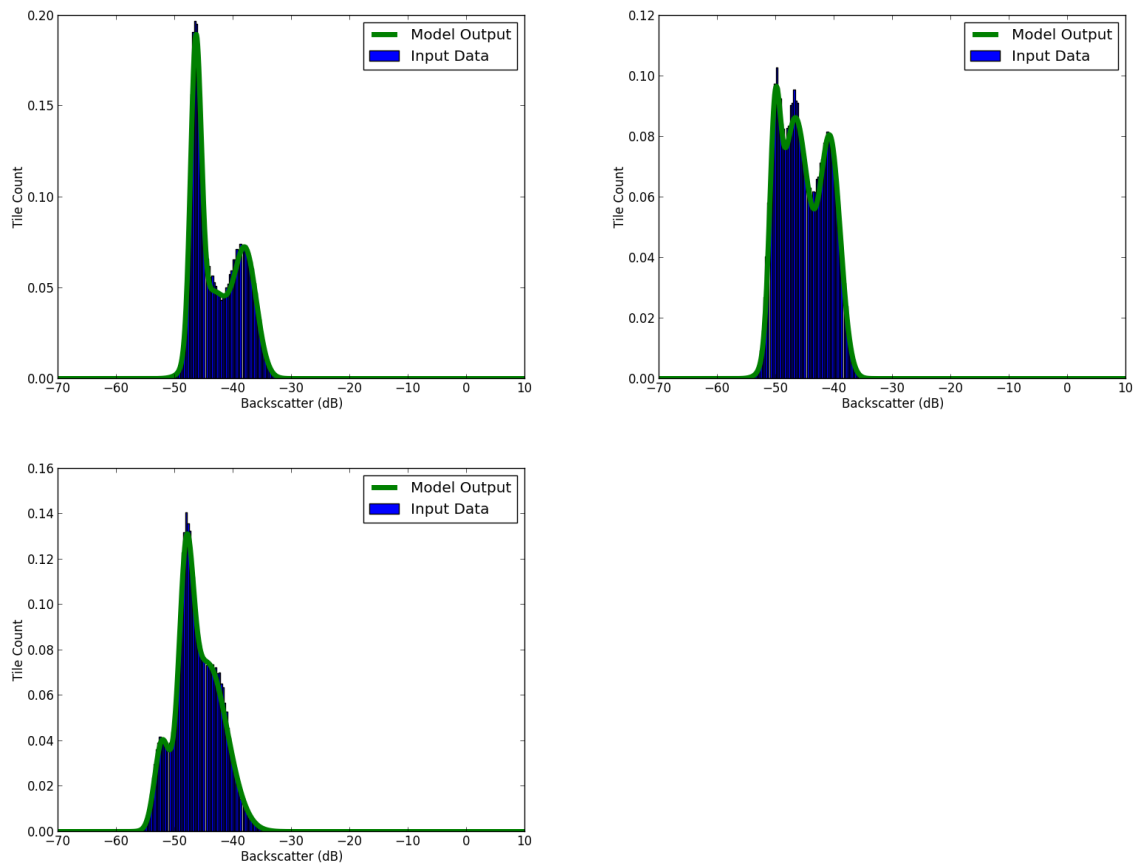 0.20
0.15
0.10
0.05
0.00
Tile Count
−70 −60 −50 −40 −30 −20 −10 0 10
Backscatter (dB)
Model Output
Input Data
0.12
0.10
0.08
0.06
0.04
0.02
0.00
Tile Count
−70 −60 −50 −40 −30 −20 −10 0 10
Backscatter (dB)
Model Output
Input Data
0.16
0.14
0.12
0.10
0.08
0.06
0.04
0.02
0.00
Tile Count
−70 −60 −50 −40 −30 −20 −10 0 10
Backscatter (dB)
Model Output
Input Data